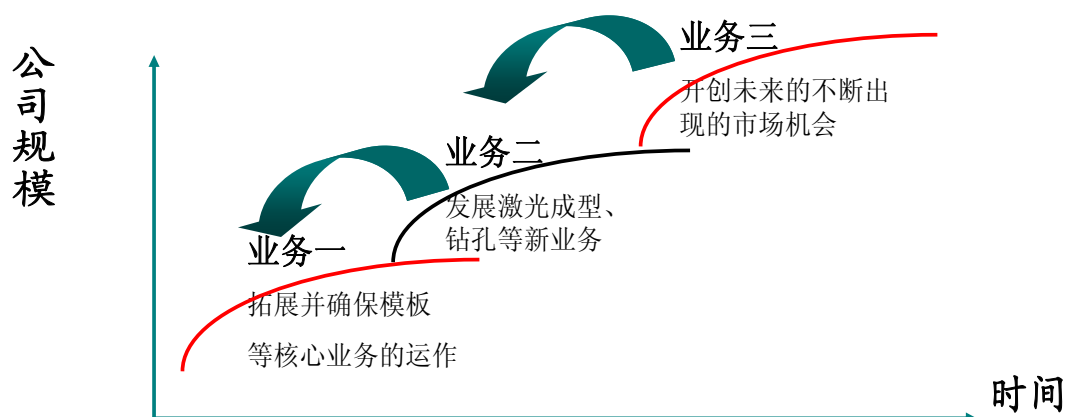 公司规模
业务三
开创未来的不断出
现的市场机会
业务二
发展激光成型、
钻孔等新业务
业务一
拓展并确保模板
等核心业务的运作
时间